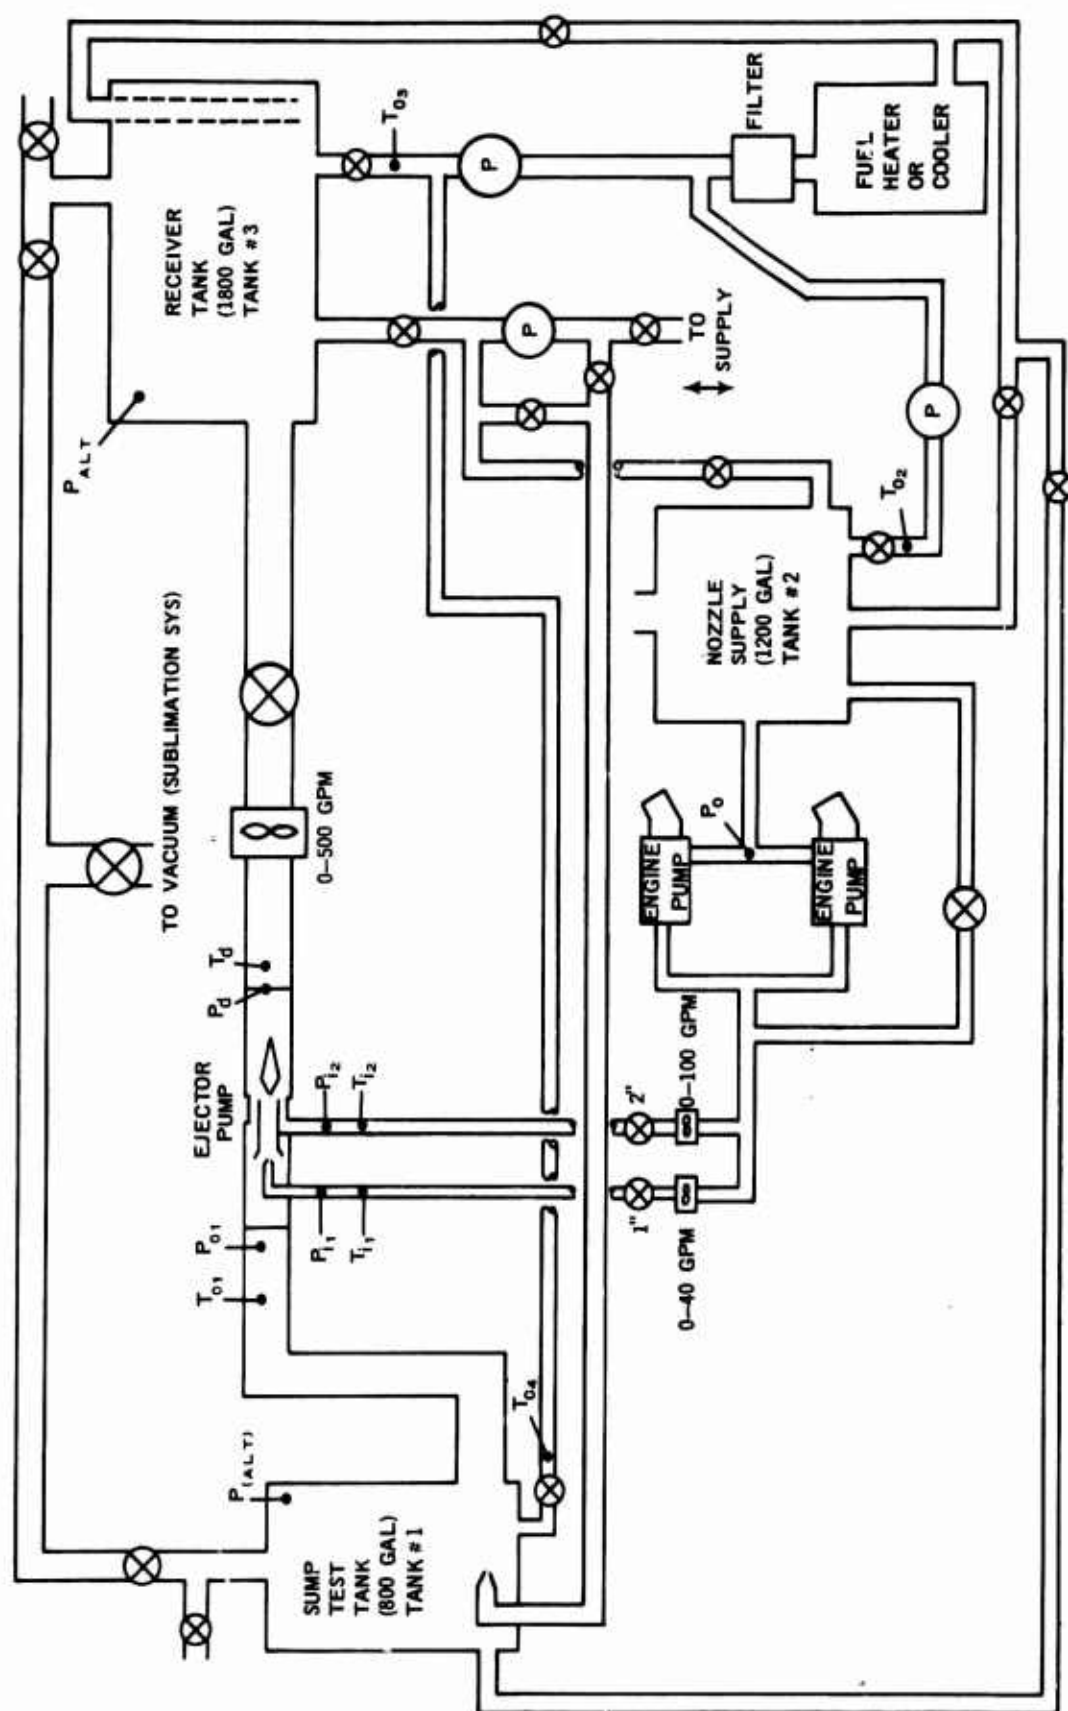 TO VACUUM (SUBLIMATION SYS)
P(ALT)
SUMP
TEST
TANK
(800 GAL)
TANK #1
T01
P01
EJECTOR
PUMP
Pd
Td
0-500 GPM
PALT
RECEIVER
TANK
(1800 GAL)
TANK #3
Pi1
Ti1
Pi2
Ti2
T03
P
P
TO
SUPPLY
FILTER
FUEL
HEATER
OR
COOLER
T04
1"
2"
0-40 GPM
0-100 GPM
ENGINE
PUMP
ENGINE
PUMP
Po
NOZZLE
SUPPLY
(1200 GAL)
TANK #2
T02
P